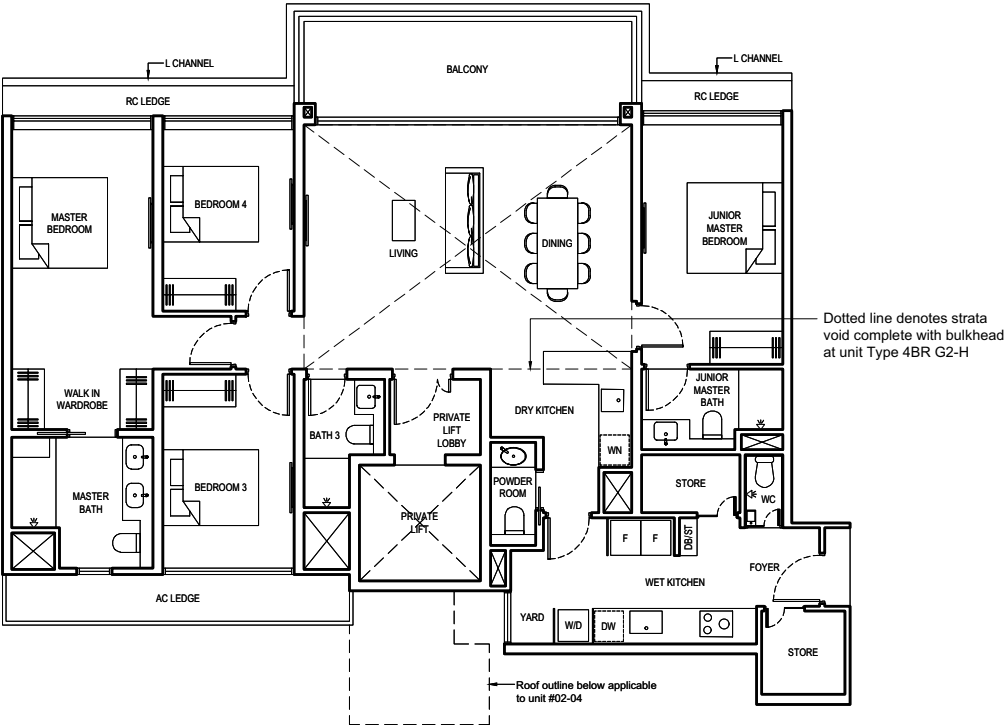 L CHANNEL
L CHANNEL
BALCONY
RC LEDGE
RC LEDGE
MASTER
BEDROOM
BEDROOM 4
LIVING
DINING
JUNIOR
MASTER
BEDROOM
Dotted line denotes strata
void complete with bulkhead
at unit Type 4BR G2-H
WALK IN
WARDROBE
BATH 3
PRIVATE
LIFT
LOBBY
DRY KITCHEN
WN
JUNIOR
MASTER
BATH
MASTER
BATH
BEDROOM 3
PRIVATE
LIFT
POWDER
ROOM
STORE
WC
F
F
DB/ST
FOYER
WET KITCHEN
AC LEDGE
YARD
W/D
DW
STORE
Roof outline below applicable
to unit #02-04